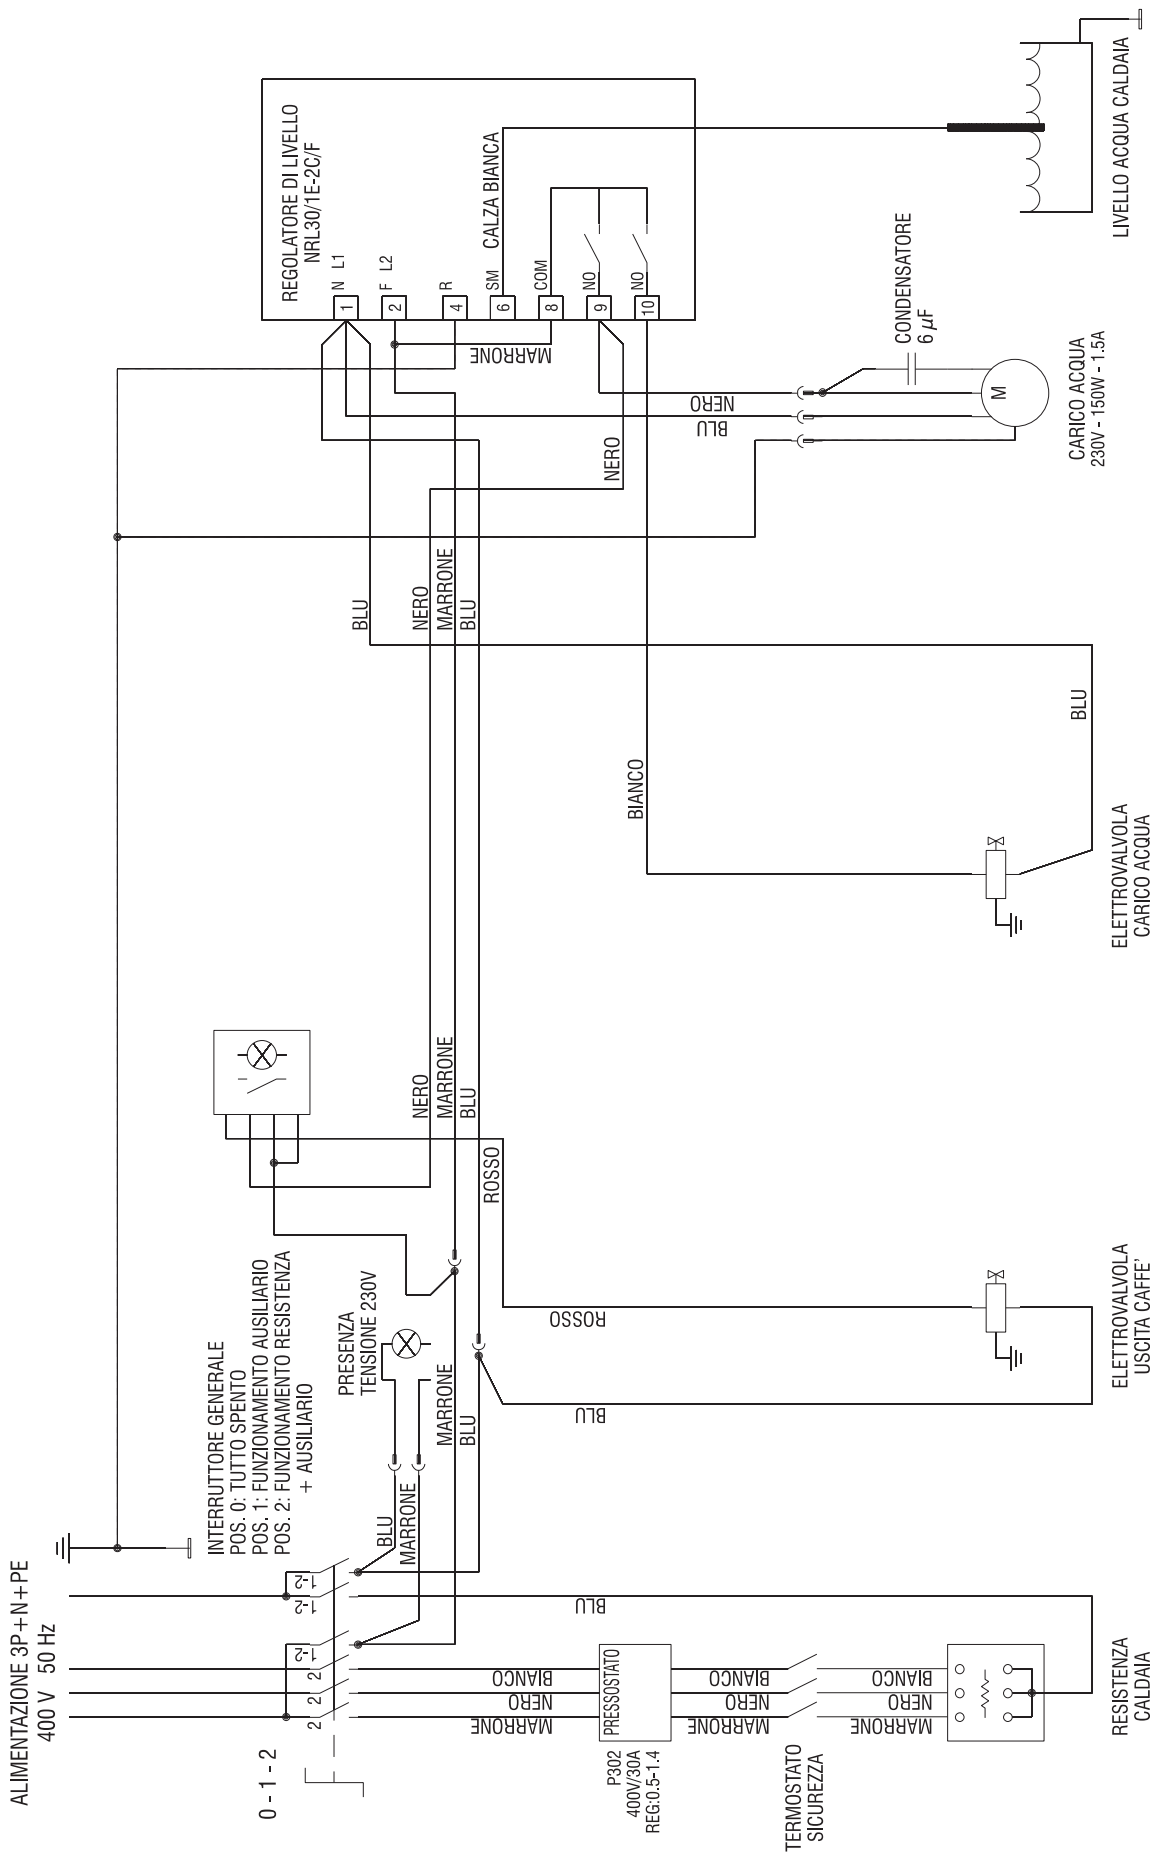 ALIMENTAZIONE 3P+N+PE
400 V 50 Hz
0 - 1 - 2
INTERRUTTORE GENERALE
POS. 0: TUTTO SPENTO
POS. 1: FUNZIONAMENTO AUSILIARIO
POS. 2: FUNZIONAMENTO RESISTENZA
+ AUSILIARIO
2
2
2
1-2
1-2
1-2
BLU
MARRONE
PRESENZA
TENSIONE 230V
MARRONE
BLU
BLU
MARRONE
NERO
BIANCO
PRESSOSTATO
P302
400V/30A
REG:0.5-1.4
MARRONE
NERO
BIANCO
TERMOSTATO
SICUREZZA
MARRONE
NERO
BIANCO
RESISTENZA
CALDAIA
BLU
ROSSO
ROSSO
ELETTROVALVOLA
USCITA CAFFE'
NERO
MARRONE
BLU
BIANCO
BLU
ELETTROVALVOLA
CARICO ACQUA
BLU
NERO
MARRONE
BLU
NERO
BLU
NERO
MARRONE
REGOLATORE DI LIVELLO
NRL30/1E-2C/F
N L1
1
F L2
2
R
4
SM
6
CALZA BIANCA
COM
8
NO
9
NO
10
CONDENSATORE
6 µF
M
CARICO ACQUA
230V - 150W - 1.5A
LIVELLO ACQUA CALDAIA